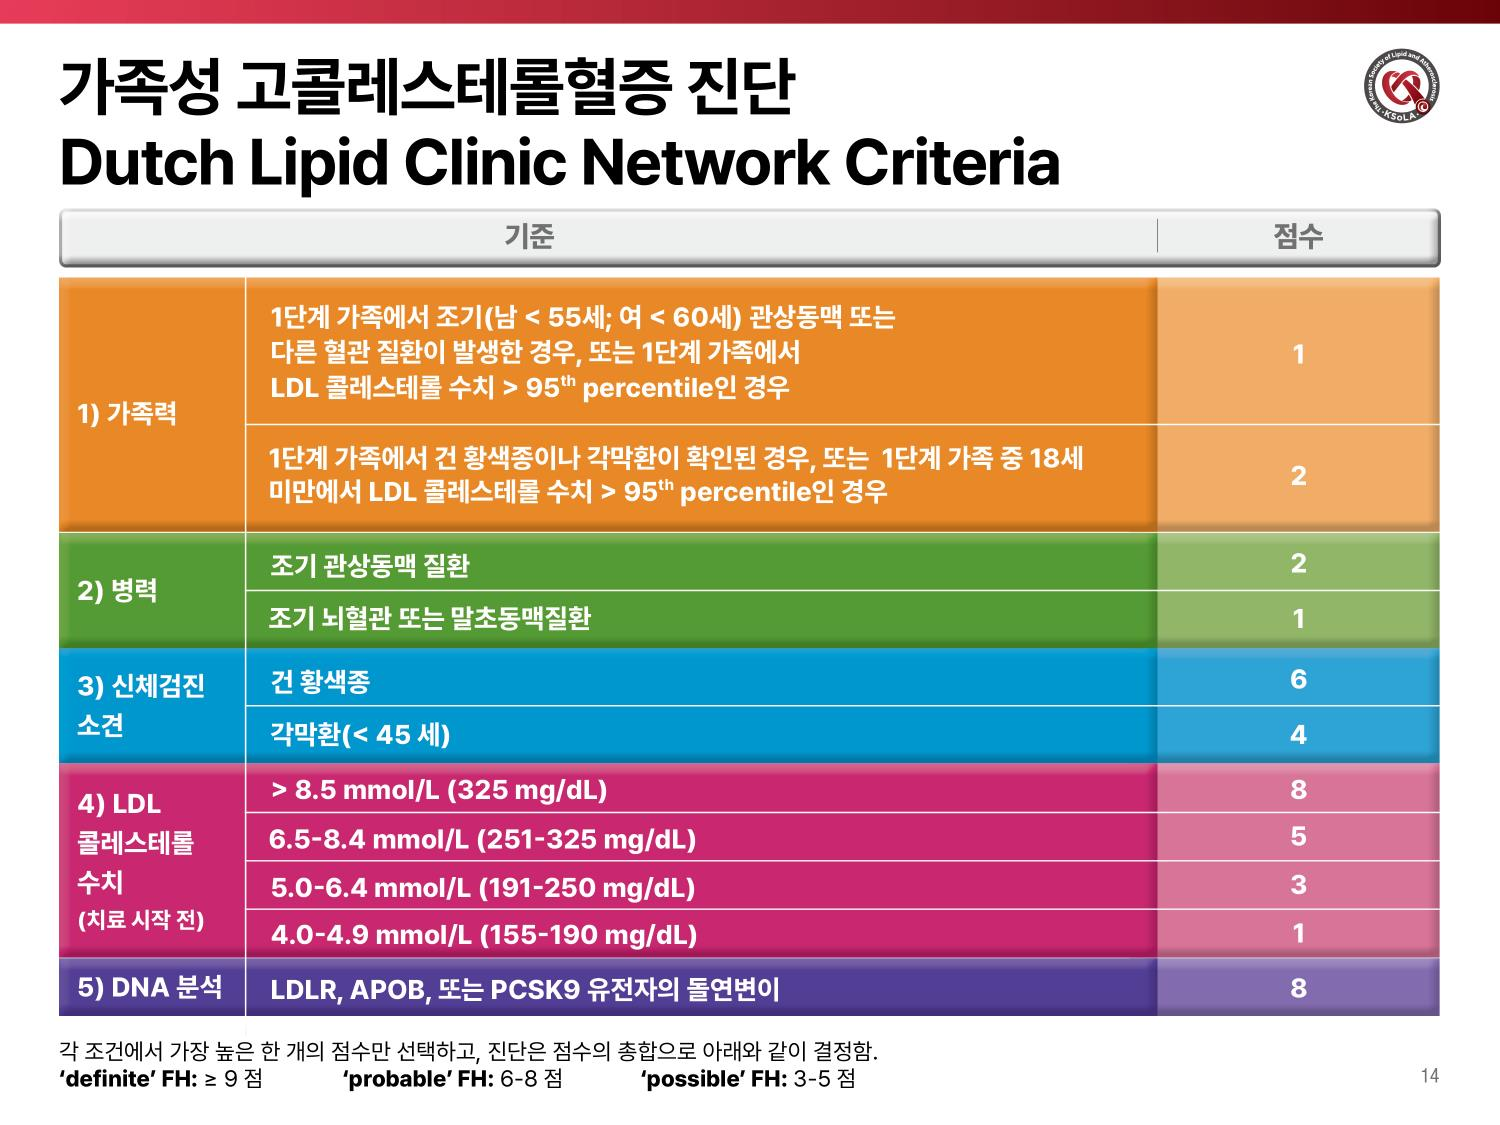 가족성 고콜레스테롤혈증 진단
Dutch Lipid Clinic Network Criteria
The Korean Society of Lipid and Atherosclerosis
KSoLA
기준 점수
1) 가족력
1단계 가족에서 조기(남 < 55세; 여 < 60세) 관상동맥 또는
다른 혈관 질환이 발생한 경우, 또는 1단계 가족에서
LDL 콜레스테롤 수치 > 95th percentile인 경우
1
1단계 가족에서 건 황색종이나 각막환이 확인된 경우, 또는 1단계 가족 중 18세
미만에서 LDL 콜레스테롤 수치 > 95th percentile인 경우
2
2) 병력
조기 관상동맥 질환 2
조기 뇌혈관 또는 말초동맥질환 1
3) 신체검진
소견
건 황색종 6
각막환(< 45 세) 4
4) LDL
콜레스테롤
수치
(치료 시작 전)
> 8.5 mmol/L (325 mg/dL) 8
6.5-8.4 mmol/L (251-325 mg/dL) 5
5.0-6.4 mmol/L (191-250 mg/dL) 3
4.0-4.9 mmol/L (155-190 mg/dL) 1
5) DNA 분석 LDLR, APOB, 또는 PCSK9 유전자의 돌연변이 8
각 조건에서 가장 높은 한 개의 점수만 선택하고, 진단은 점수의 총합으로 아래와 같이 결정함.
‘definite’ FH: ≥ 9 점 ‘probable’ FH: 6-8 점 ‘possible’ FH: 3-5 점
14